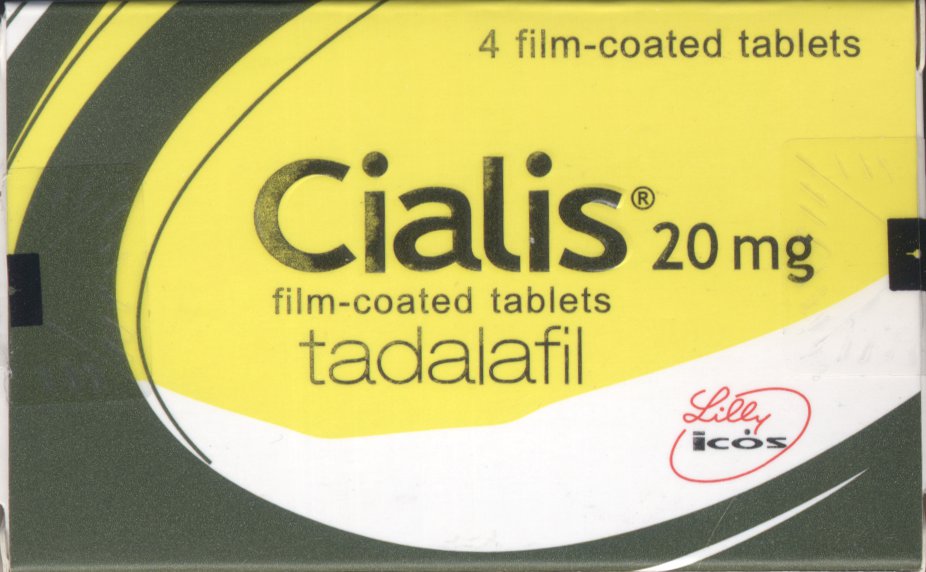 4 film-coated tablets
Cialis® 20 mg
film-coated tablets
tadalafil
Lilly
icos